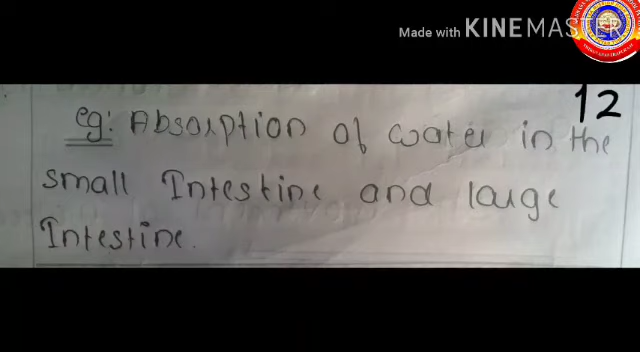 Made with KINEMASTER
12
eg: Absorption of water in the
small Intestine and large
Intestine.